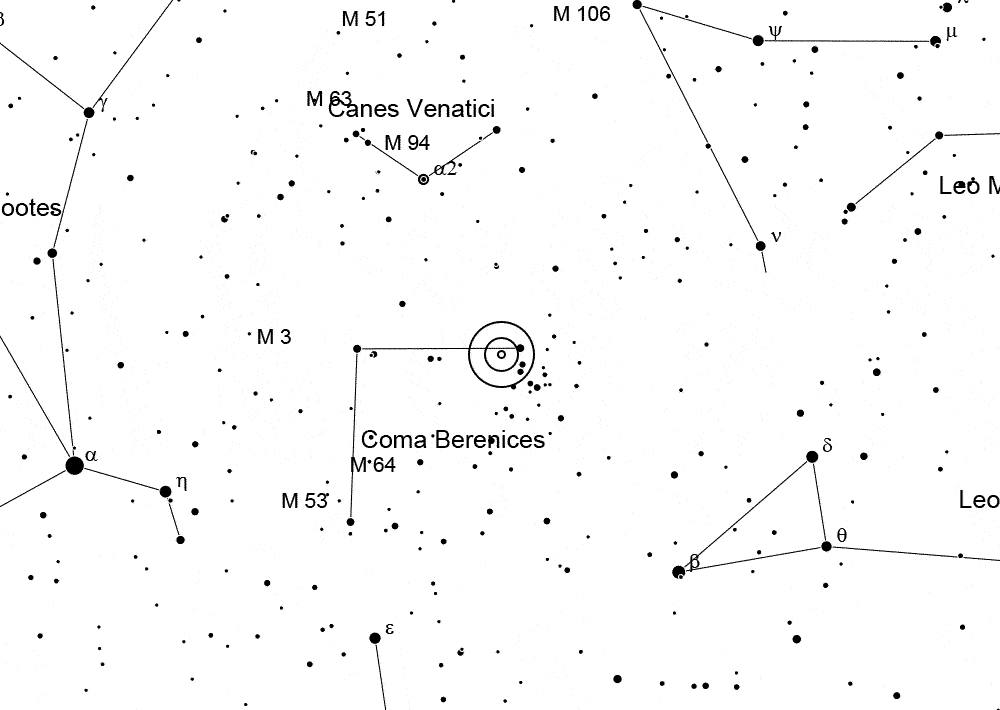 M 51
M 106
ψ
μ
γ
M 63
Canes Venatici
M 94
α2
ootes
Leo M
ν
M 3
Coma Berenices
M 64
α
δ
η
M 53
Leo
θ
β
ε